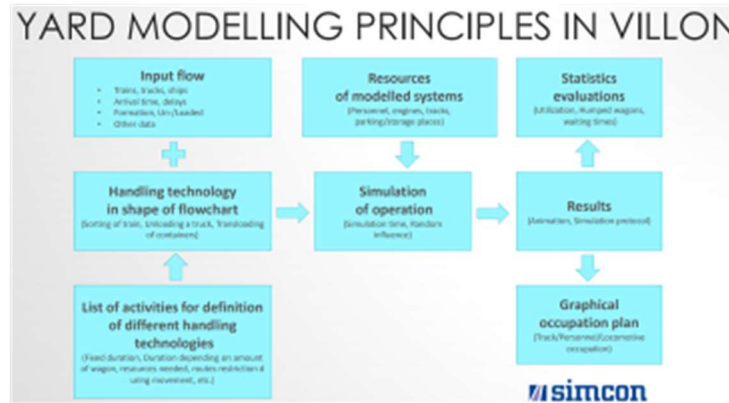 YARD MODELLING PRINCIPLES IN VILLON
Input flow
• Trains, trucks, ships
• Arrival time, delays
• Formation, Un-/Loaded
• Other data
Handling technology
in shape of flowchart
(Sorting of train, Unloading a truck, Transloading
of containers)
List of activities for definition
of different handling
technologies
(Fixed duration, Duration depending on amount
of wagon, resources needed, routes restriction d
uring movement, etc.)
Resources
of modelled systems
(Personnel, engines, tracks,
parking/storage places)
Simulation
of operation
(Simulation time, Random
influence)
Statistics
evaluations
(Utilization, Humped wagons,
waiting times)
Results
(Animation, Simulation protocol)
Graphical
occupation plan
(Track/Personnel/Locomotive
occupation)
simcon